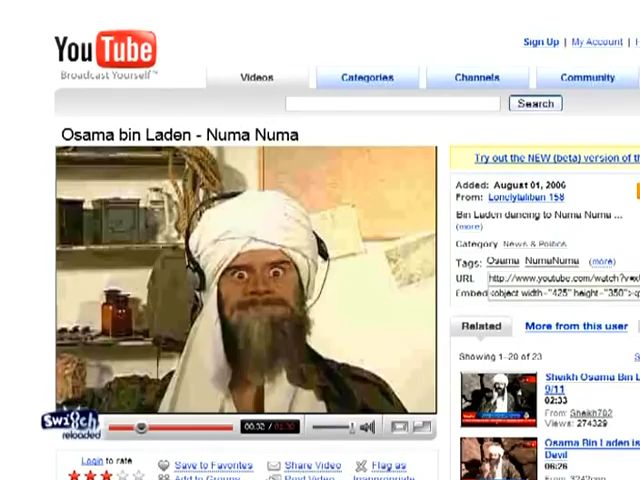 YouTube
Broadcast Yourself™
Sign Up | My Account |
Videos
Categories
Channels
Community
Search
Osama bin Laden - Numa Numa
Try out the NEW (beta) version of
Added: August 01, 2006
From: Lonelytaliban 158
Bin Laden dancing to Numa Numa ...
(more)
Category News & Politics
Tags: Osama NumaNuma (more)
URL http://www.youtube.com/watch?v=
Embed <object width="425" height="350">
Related
More from this user
Showing 1-20 of 23
Sheikh Osama Bin L
9/11
02:33
From: Sheikh782
Views: 274329
Osama Bin Laden is
Devil
06:26
Switch
reloaded
00:32 / 01:30
Login to rate
Save to Favorites
Share Video
Flag as
Add to Groups
Post Video
Inappropriate